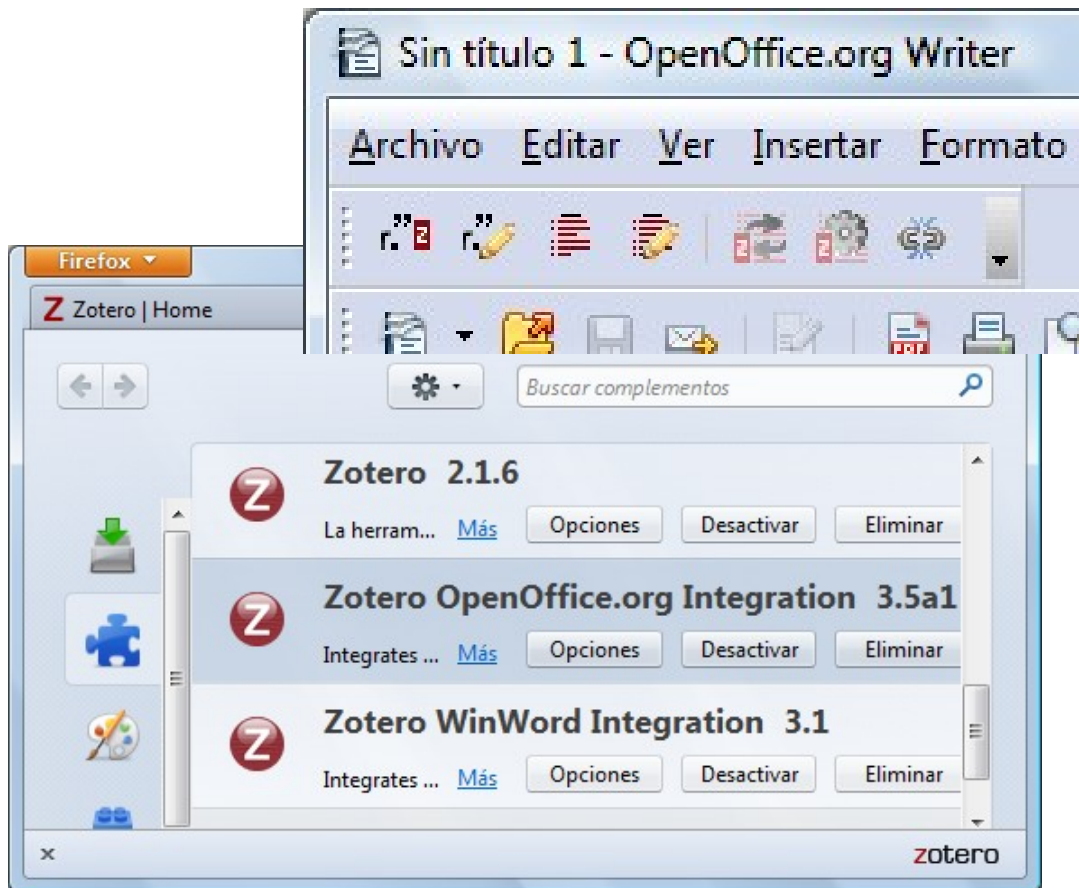 Sin título 1 - OpenOffice.org Writer
Archivo Editar Ver Insertar Formato
r.” Z r.”
Z Z
PDF
Firefox
Z Zotero | Home
Buscar complementos
Z
Zotero 2.1.6
La herram... Más Opciones Desactivar Eliminar
Z
Zotero OpenOffice.org Integration 3.5a1
Integrates ... Más Opciones Desactivar Eliminar
Z
Zotero WinWord Integration 3.1
Integrates ... Más Opciones Desactivar Eliminar
x zotero